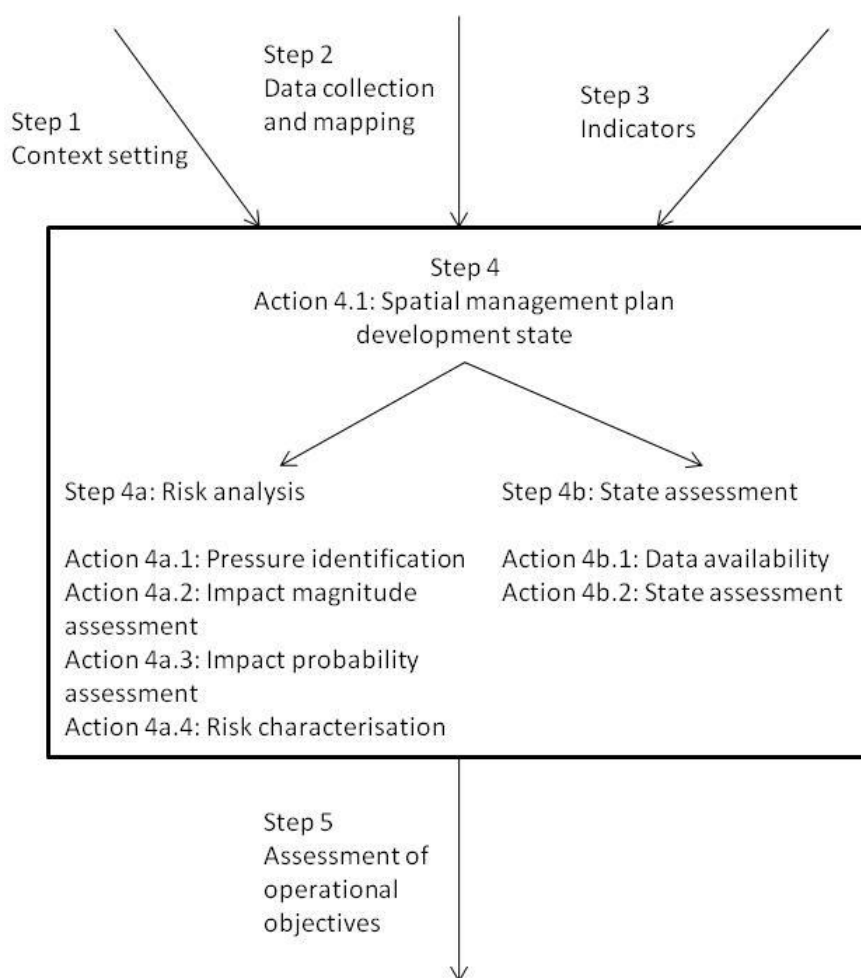 Step 1
Context setting
Step 2
Data collection
and mapping
Step 3
Indicators
Step 4
Action 4.1: Spatial management plan
development state
Step 4a: Risk analysis
Action 4a.1: Pressure identification
Action 4a.2: Impact magnitude
assessment
Action 4a.3: Impact probability
assessment
Action 4a.4: Risk characterisation
Step 4b: State assessment
Action 4b.1: Data availability
Action 4b.2: State assessment
Step 5
Assessment of
operational
objectives